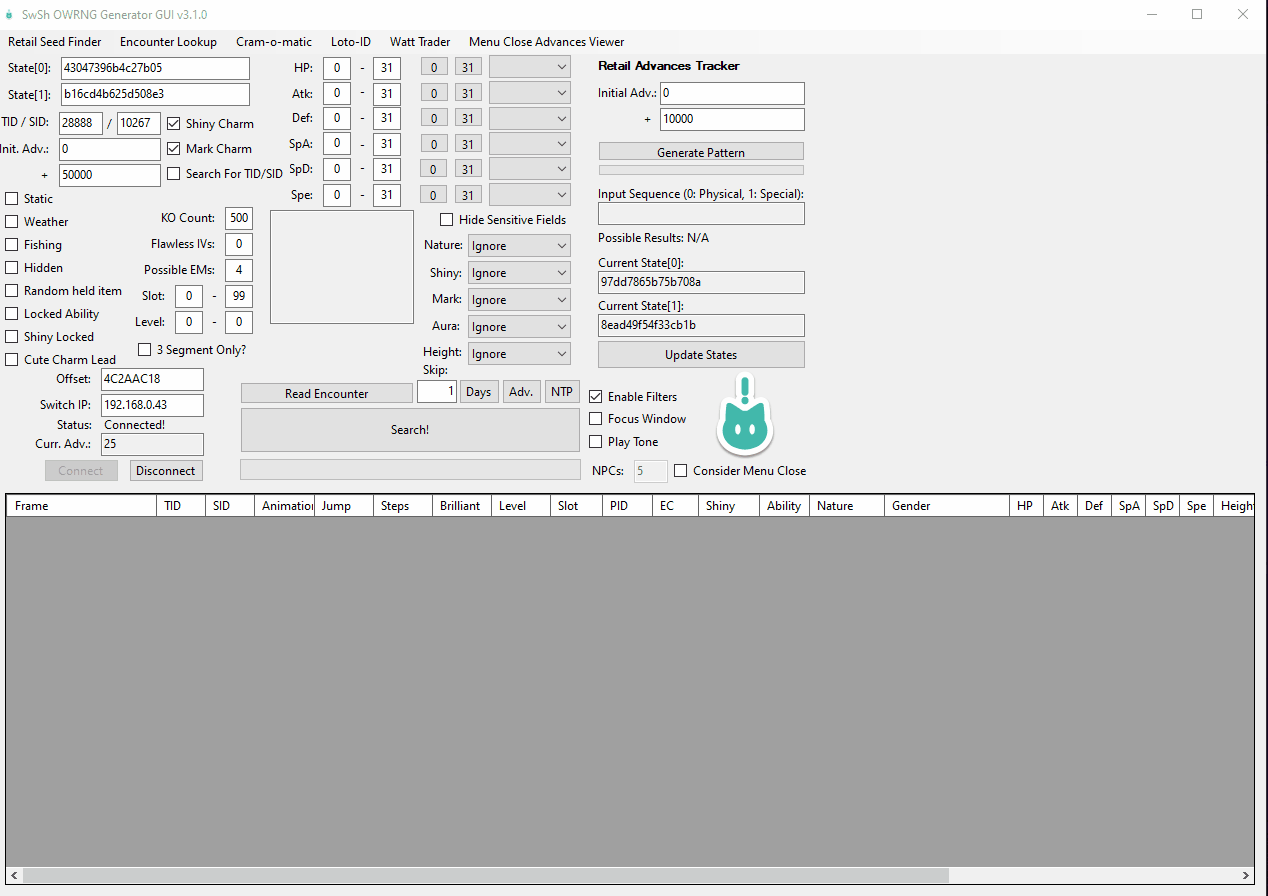 SwSh OWRNG Generator GUI v3.1.0
Retail Seed Finder Encounter Lookup Cram-o-matic Loto-ID Watt Trader Menu Close Advances Viewer
State[0]: 43047396b4c27b05 HP: 0 - 31 0 31 Retail Advances Tracker
State[1]: b16cd4b625d508e3 Atk: 0 - 31 0 31 Initial Adv.: 0
TID / SID: 28888 / 10267 Shiny Charm Def: 0 - 31 0 31 + 10000
nit. Adv.: 0 Mark Charm SpA: 0 - 31 0 31 Generate Pattern
+ 50000 Search For TID/SID SpD: 0 - 31 0 31
Static Spe: 0 - 31 0 31 Input Sequence (0: Physical, 1: Special):
Weather KO Count: 500 Hide Sensitive Fields
Fishing Flawless IVs: 0 Nature: Ignore Possible Results: N/A
Hidden Possible EMs: 4 Shiny: Ignore Current State[0]:
97dd7865b75b708a
Random held item Slot: 0 - 99 Mark: Ignore Current State[1]:
Locked Ability Level: 0 - 0 Aura: Ignore 8ead49f54f33cb1b
Shiny Locked 3 Segment Only? Height: Ignore Update States
Cute Charm Lead Skip:
Offset: 4C2AAC18 Read Encounter 1 Days Adv. NTP Enable Filters
Switch IP: 192.168.0.43 Search! Focus Window
Status: Connected! Play Tone
Curr. Adv.: 25
Connect Disconnect NPCs: 5 Consider Menu Close
Frame TID SID Animation Jump Steps Brilliant Level Slot PID EC Shiny Ability Nature Gender HP Atk Def SpA SpD Spe Heigh